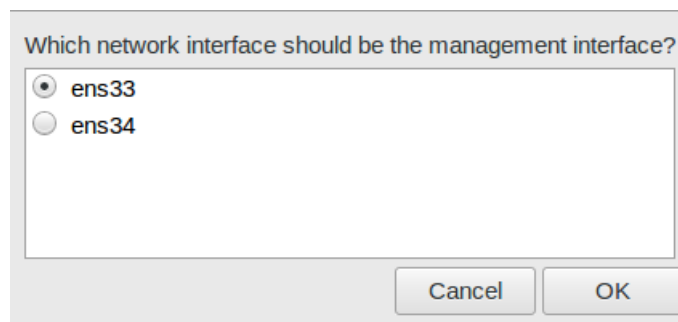 Which network interface should be the management interface?
ens33
ens34
Cancel OK